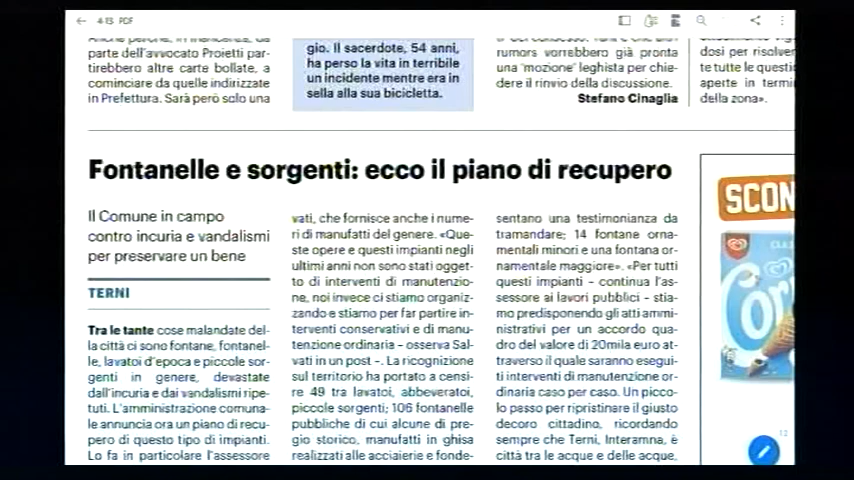 4-13 PDF
parte dell'avvocato Proietti par-
tirebbero altre carte bollate, a
cominciare da quelle indirizzate
in Prefettura. Sarà però solo una
gio. Il sacerdote, 54 anni,
ha perso la vita in terribile
un incidente mentre era in
sella alla sua bicicletta.
rumors vorrebbero già pronta
una "mozione" leghista per chie-
dere il rinvio della discussione.
Stefano Cinaglia
dosi per risolver
te tutte le questi
aperte in termi
della zona».
Fontanelle e sorgenti: ecco il piano di recupero
Il Comune in campo
contro incuria e vandalismi
per preservare un bene
TERNI
Tra le tante cose malandate del-
la città ci sono fontane, fontanel-
le, lavatoi d'epoca e piccole sor-
genti in genere, devastate
dall'incuria e dai vandalismi ripe-
tuti. L'amministrazione comuna-
le annuncia ora un piano di recu-
pero di questo tipo di impianti.
Lo fa in particolare l'assessore
vati, che fornisce anche i nume-
ri di manufatti del genere. «Que-
ste opere e questi impianti negli
ultimi anni non sono stati ogget-
to di interventi di manutenzio-
ne, noi invece ci stiamo organiz-
zando e stiamo per far partire in-
terventi conservativi e di manu-
tenzione ordinaria – osserva Sal-
vati in un post –. La ricognizione
sul territorio ha portato a censi-
re 49 tra lavatoi, abbeveratoi,
piccole sorgenti; 106 fontanelle
pubbliche di cui alcune di pre-
gio storico, manufatti in ghisa
realizzati alle acciaierie e fonde-
sentano una testimonianza da
tramandare; 14 fontane orna-
mentali minori e una fontana or-
namentale maggiore». «Per tutti
questi impianti – continua l'as-
sessore ai lavori pubblici – stia-
mo predisponendo gli atti ammi-
nistrativi per un accordo qua-
dro del valore di 20mila euro at-
traverso il quale saranno esegui-
ti interventi di manutenzione or-
dinaria caso per caso. Un picco-
lo passo per ripristinare il giusto
decoro cittadino, ricordando
sempre che Terni, Interamna, è
città tra le acque e delle acque,
SCON
Corn